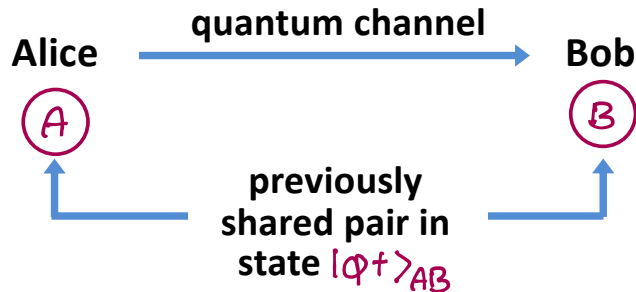 quantum channel
Alice
Bob
A
B
previously
shared pair in
state |φ+⟩AB